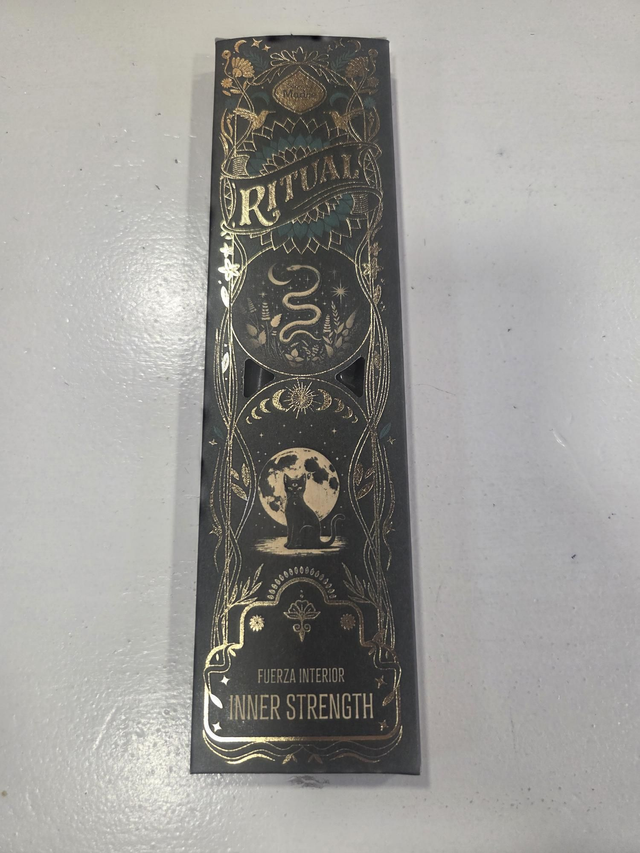 RITUAL
FUERZA INTERIOR
INNER STRENGTH